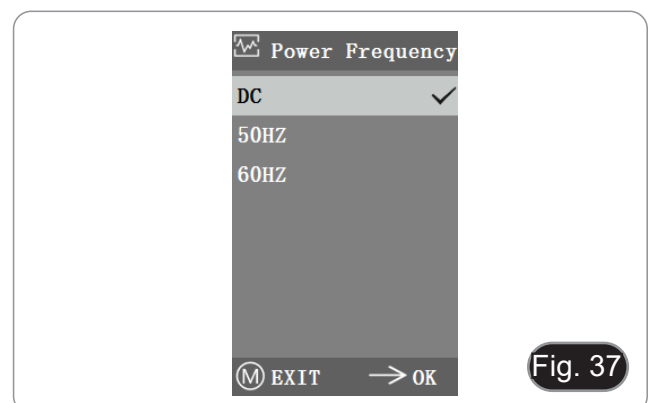 Power Frequency
DC
50HZ
60HZ
M EXIT → OK
Fig. 37